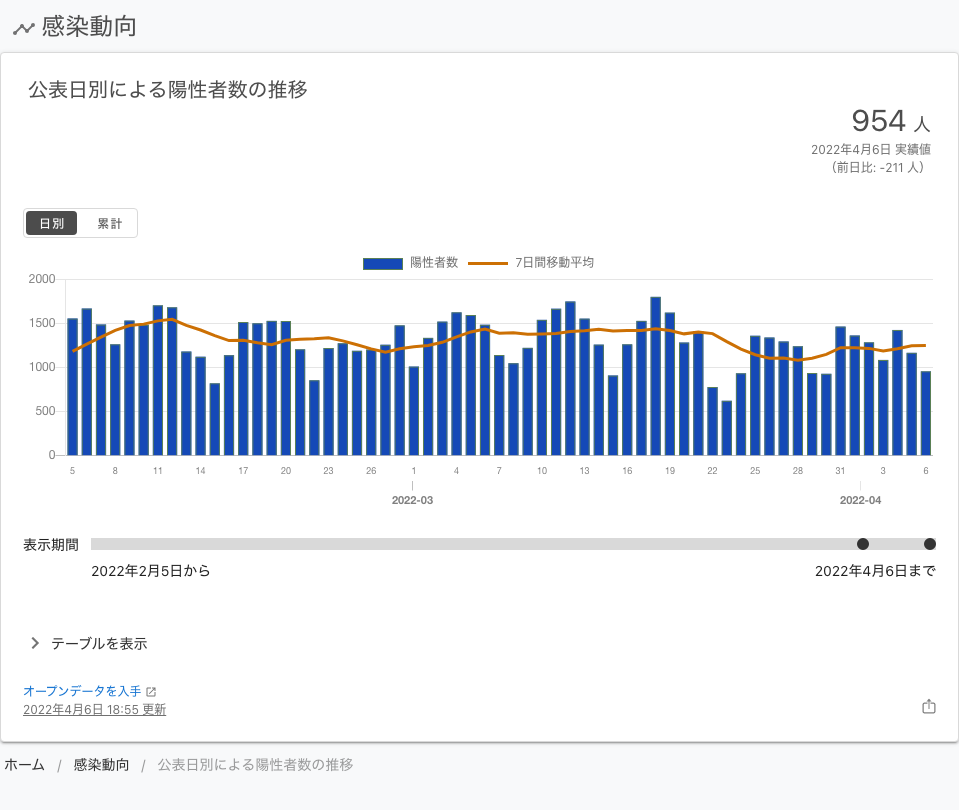 感染動向
公表日別による陽性者数の推移
954 人
2022年4月6日 実績値
（前日比: -211 人）
日別 累計
陽性者数 7日間移動平均
2000
1500
1000
500
0
5 8 11 14 17 20 23 26 1 4 7 10 13 16 19 22 25 28 31 3 6
2022-03 2022-04
表示期間
2022年2月5日から 2022年4月6日まで
テーブルを表示
オープンデータを入手
2022年4月6日 18:55 更新
ホーム / 感染動向 / 公表日別による陽性者数の推移